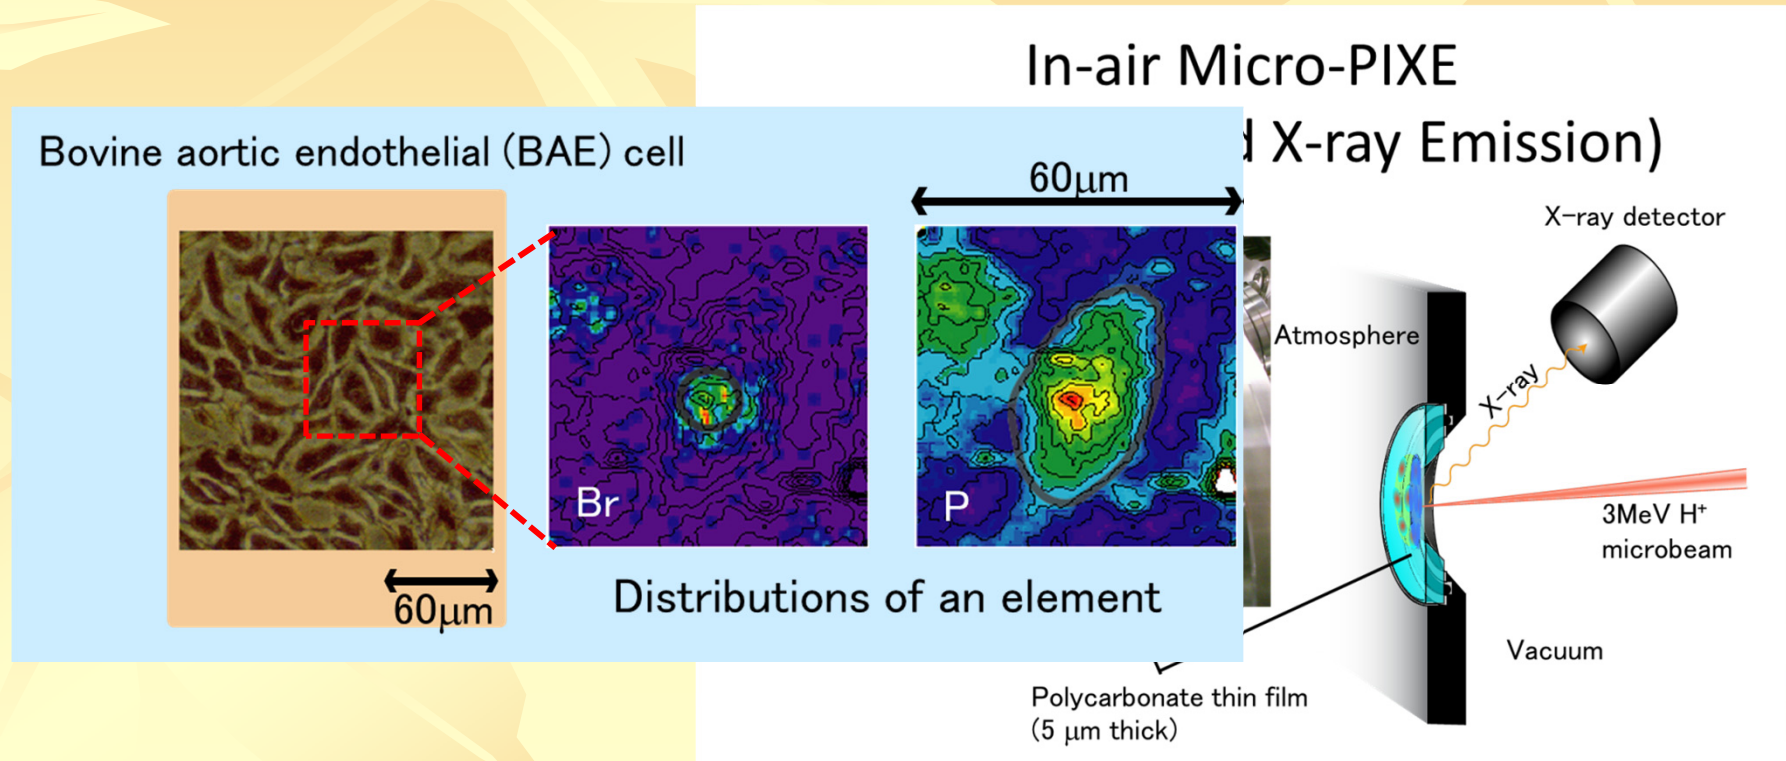 In-air Micro-PIXE
X-ray Emission)
Bovine aortic endothelial (BAE) cell
60μm
Br
P
60μm
Distributions of an element
X-ray detector
Atmosphere
X-ray
3MeV H⁺
microbeam
Vacuum
Polycarbonate thin film
(5 μm thick)